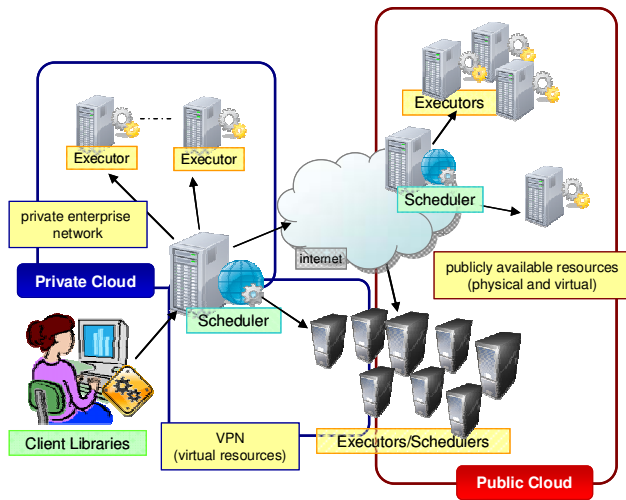 Executors
Executor
Executor
Scheduler
private enterprise
network
internet
publicly available resources
(physical and virtual)
Private Cloud
Scheduler
Client Libraries
VPN
(virtual resources)
Executors/Schedulers
Public Cloud